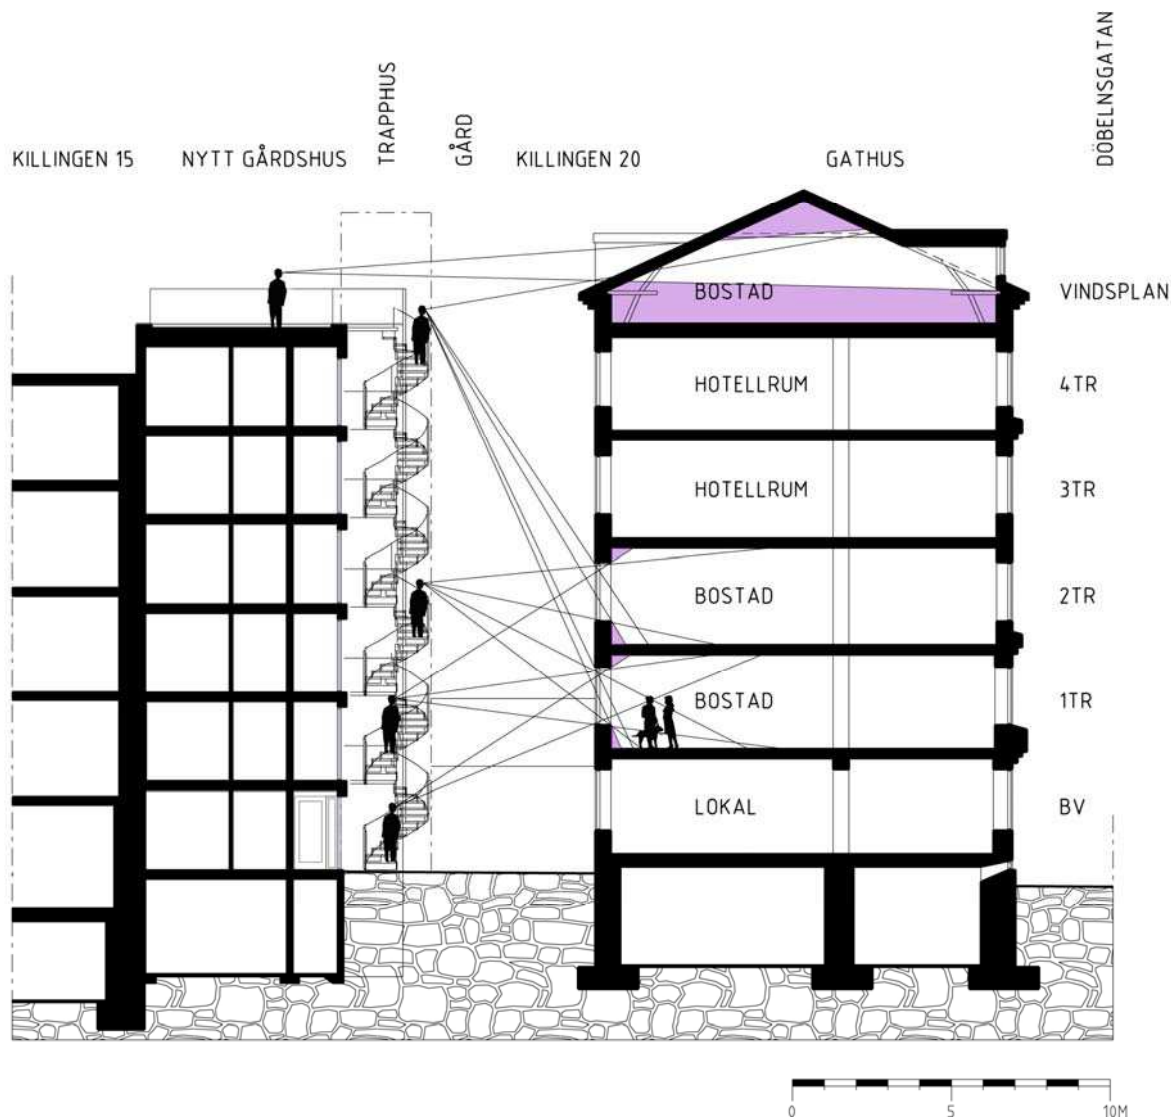 KILLINGEN 15
NYTT GÅRDSHUS
TRAPPHUS
GÅRD
KILLINGEN 20
GATHUS
DÖBELNSGATAN
BOSTAD
VINDSPLAN
HOTELLRUM
4TR
HOTELLRUM
3TR
BOSTAD
2TR
BOSTAD
1TR
LOKAL
BV
0
5
10M